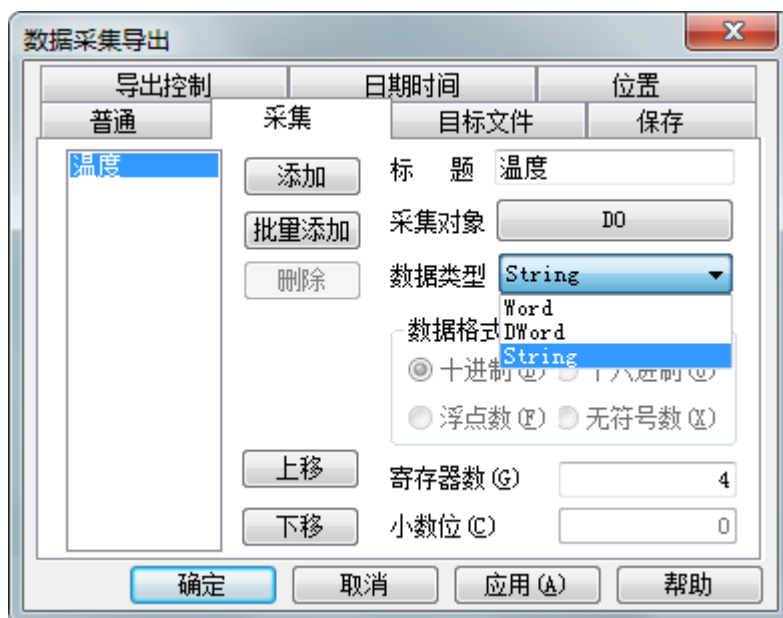 数据采集导出
导出控制 日期时间 位置
普通 采集 目标文件 保存
温度 添加 标 题 温度
批量添加 采集对象 D0
删除 数据类型 String
Word
数据格式 DWord
String
十进制(D) 十六进制(O)
浮点数(F) 无符号数(X)
上移 寄存器数(G) 4
下移 小数位(C) 0
确定 取消 应用(A) 帮助